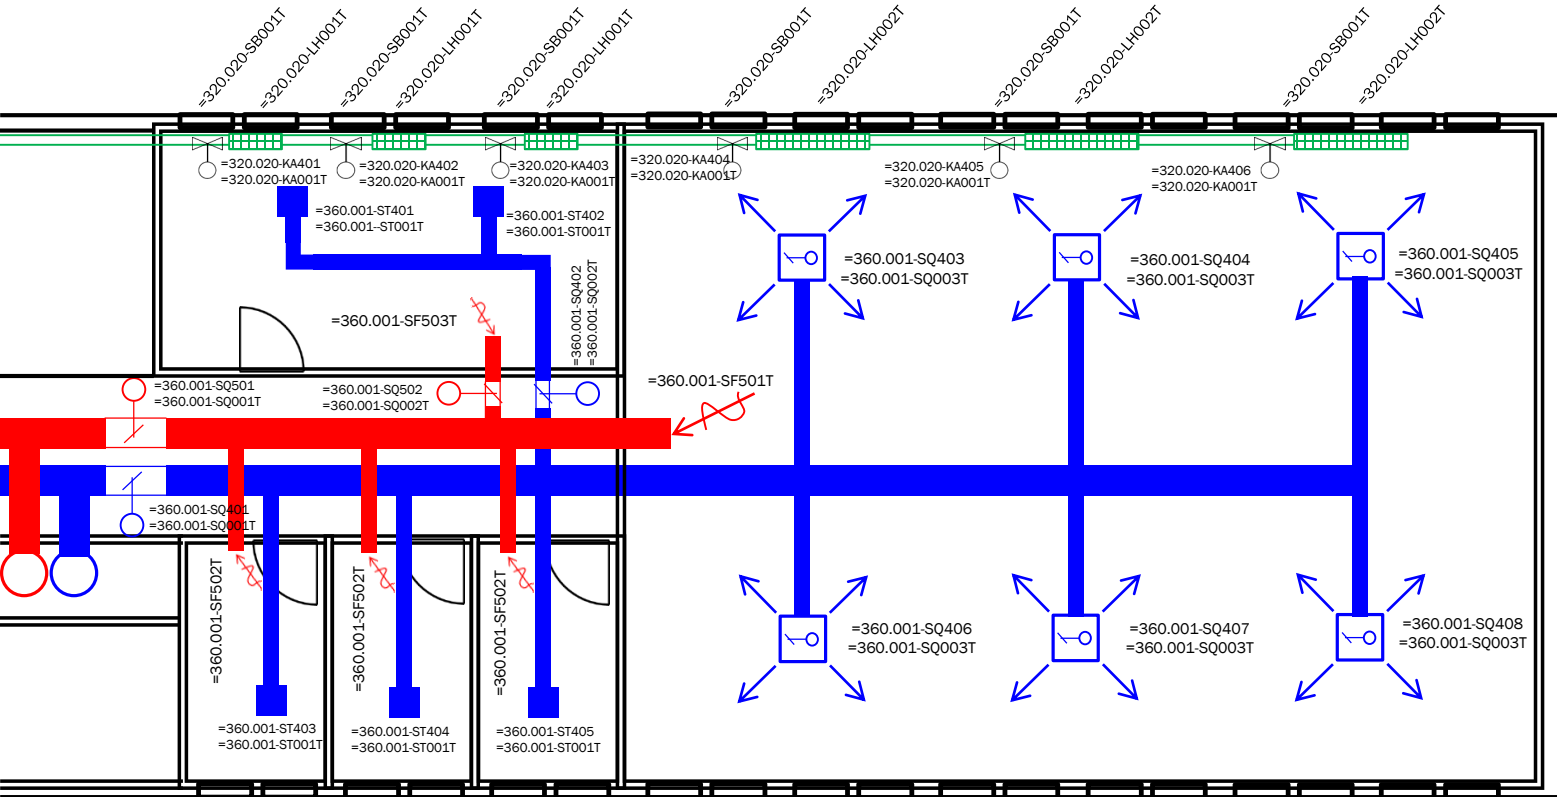 =320.020-SB001T
=320.020-LH001T
=320.020-SB001T
=320.020-LH001T
=320.020-SB001T
=320.020-LH001T
=320.020-SB001T
=320.020-LH002T
=320.020-SB001T
=320.020-LH002T
=320.020-SB001T
=320.020-LH002T
=320.020-KA401
=320.020-KA001T
=320.020-KA402
=320.020-KA001T
=320.020-KA403
=320.020-KA001T
=320.020-KA404
=320.020-KA001T
=320.020-KA405
=320.020-KA001T
=320.020-KA406
=320.020-KA001T
=360.001-ST401
=360.001--ST001T
=360.001-ST402
=360.001-ST001T
=360.001-SQ403
=360.001-SQ003T
=360.001-SQ404
=360.001-SQ003T
=360.001-SQ405
=360.001-SQ003T
=360.001-SF503T
=360.001-SQ402
=360.001-SQ002T
=360.001-SQ501
=360.001-SQ001T
=360.001-SQ502
=360.001-SQ002T
=360.001-SF501T
=360.001-SQ401
=360.001-SQ001T
=360.001-SF502T
=360.001-SF502T
=360.001-SF502T
=360.001-SQ406
=360.001-SQ003T
=360.001-SQ407
=360.001-SQ003T
=360.001-SQ408
=360.001-SQ003T
=360.001-ST403
=360.001-ST001T
=360.001-ST404
=360.001-ST001T
=360.001-ST405
=360.001-ST001T